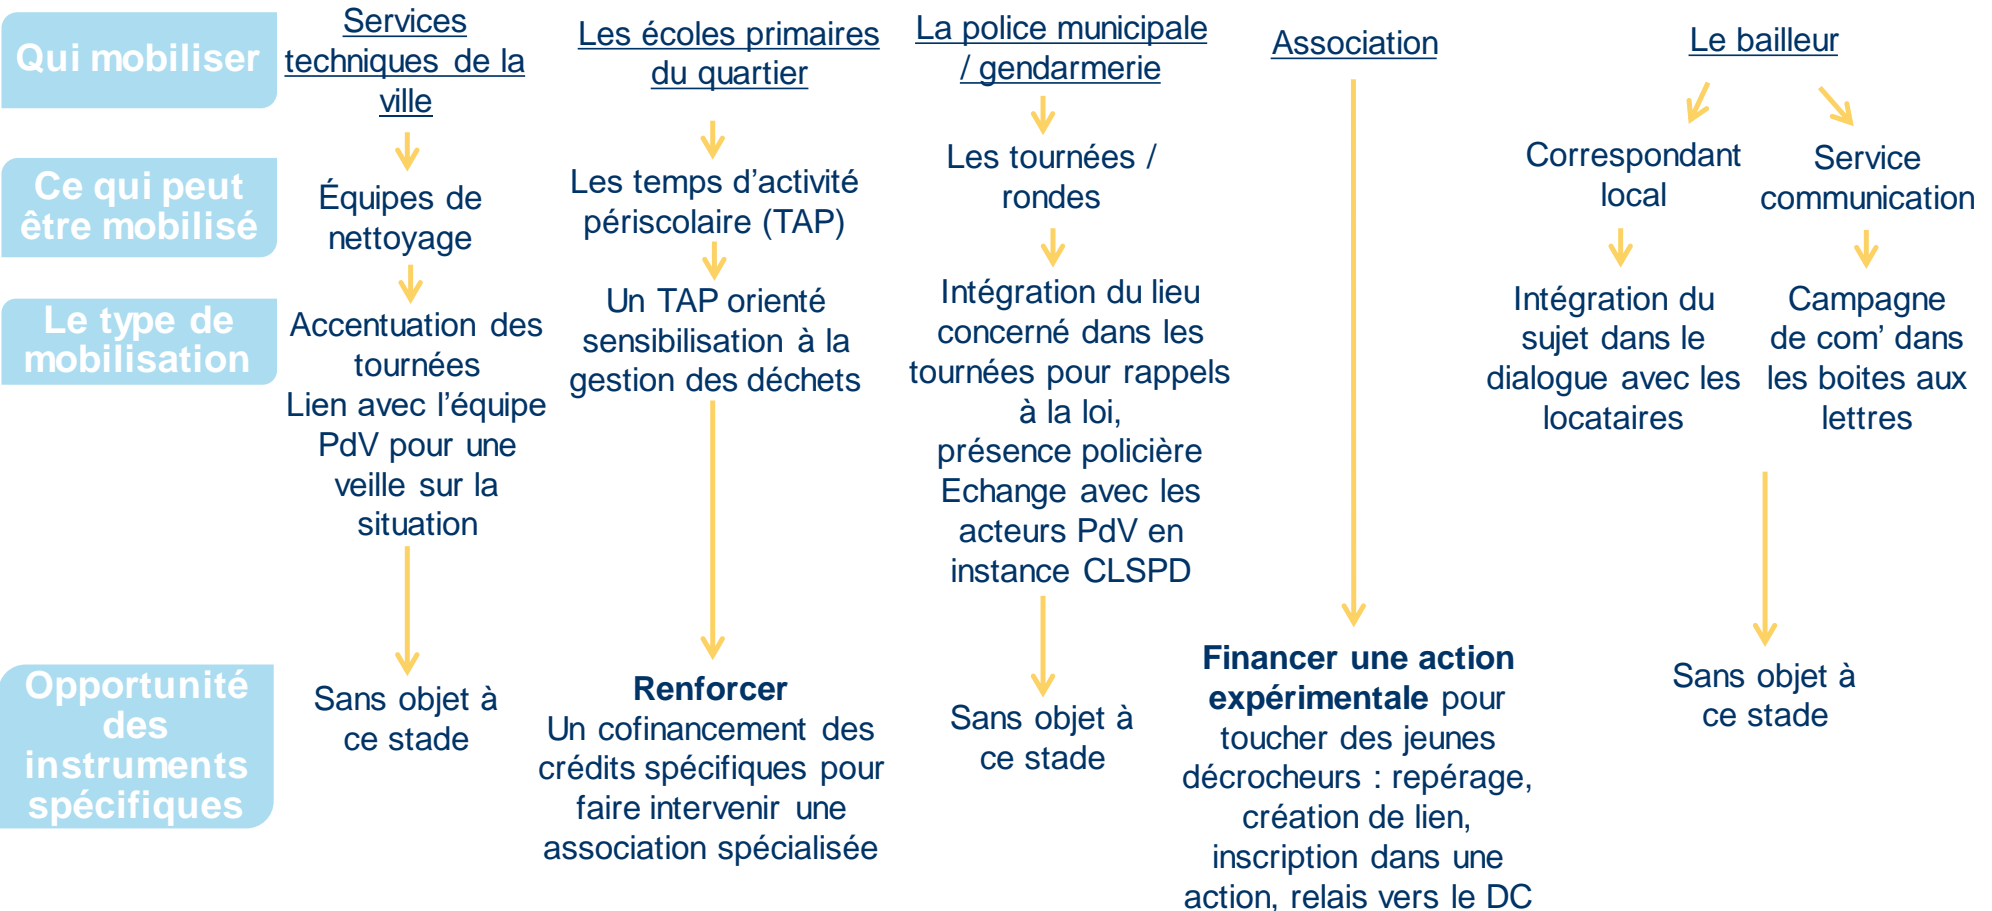 Qui mobiliser
Services
techniques de la
ville
Les écoles primaires
du quartier
La police municipale
/ gendarmerie
Association
Le bailleur
Ce qui peut
être mobilisé
Équipes de
nettoyage
Les temps d’activité
périscolaire (TAP)
Les tournées /
rondes
Correspondant
local
Service
communication
Le type de
mobilisation
Accentuation des
tournées
Lien avec l’équipe
PdV pour une
veille sur la
situation
Un TAP orienté
sensibilisation à la
gestion des déchets
Intégration du lieu
concerné dans les
tournées pour rappels
à la loi,
présence policière
Echange avec les
acteurs PdV en
instance CLSPD
Intégration du
sujet dans le
dialogue avec les
locataires
Campagne
de com’ dans
les boites aux
lettres
Opportunité
des
instruments
spécifiques
Sans objet à
ce stade
Renforcer
Un cofinancement des
crédits spécifiques pour
faire intervenir une
association spécialisée
Sans objet à
ce stade
Financer une action
expérimentale pour
toucher des jeunes
décrocheurs : repérage,
création de lien,
inscription dans une
action, relais vers le DC
Sans objet à
ce stade